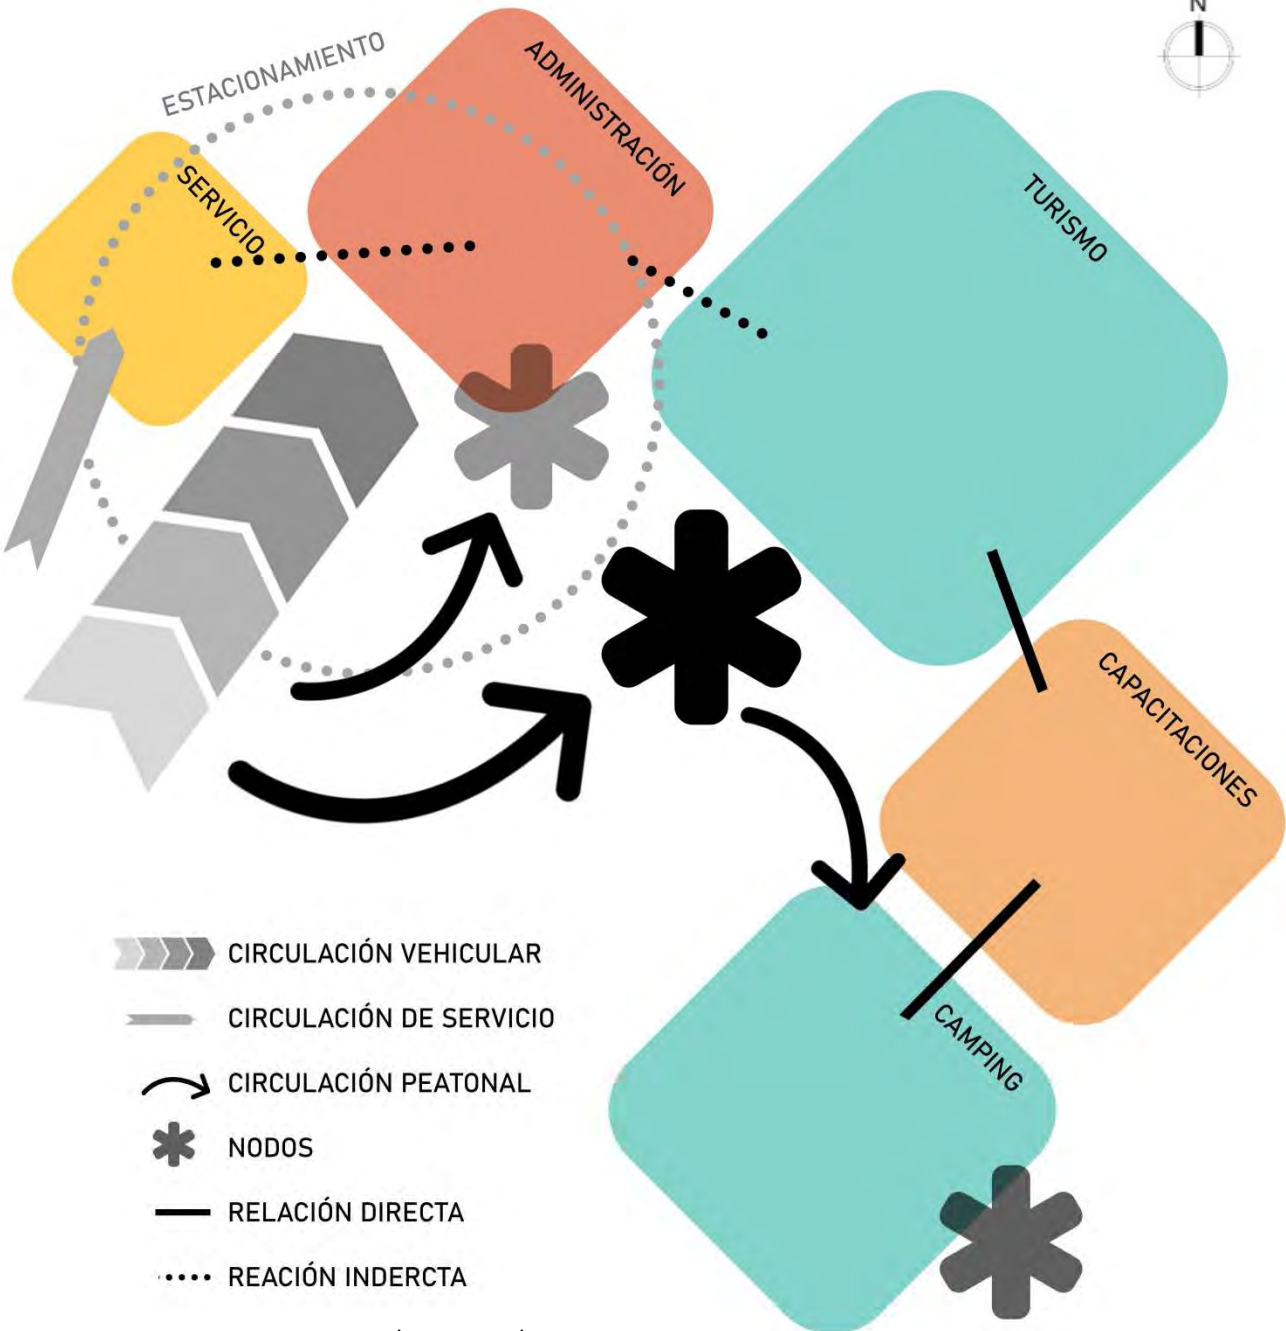 N
ESTACIONAMIENTO
ADMINISTRACIÓN
SERVICIO
TURISMO
CAPACITACIONES
CAMPING
CIRCULACIÓN VEHICULAR
CIRCULACIÓN DE SERVICIO
CIRCULACIÓN PEATONAL
NODOS
RELACIÓN DIRECTA
REACIÓN INDERCTA